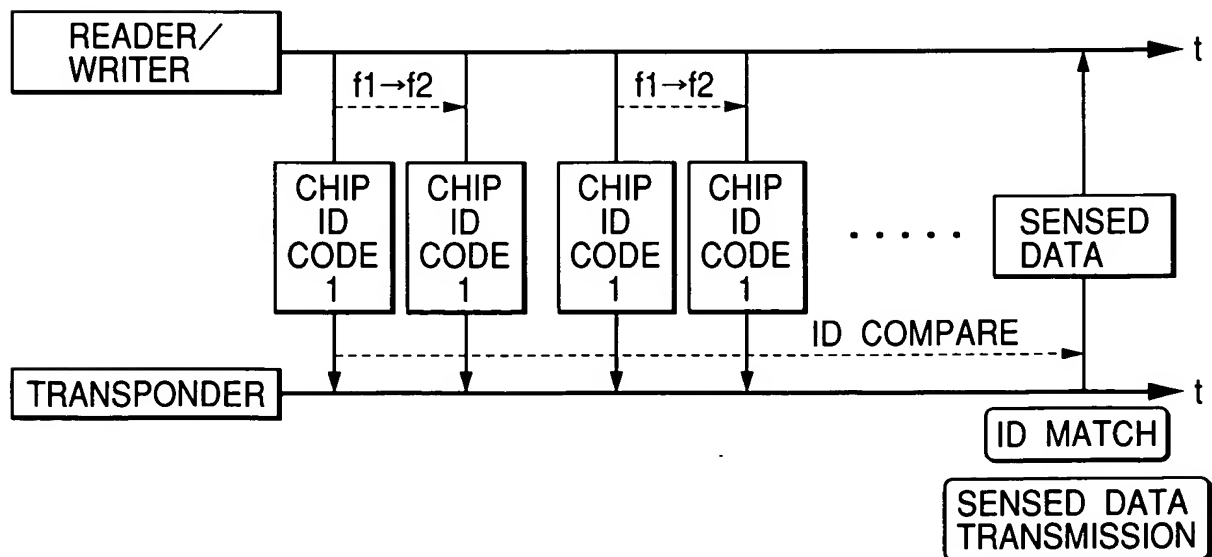 READER/
WRITER
t
f1→f2
f1→f2
CHIP
ID
CODE
1
CHIP
ID
CODE
1
CHIP
ID
CODE
1
CHIP
ID
CODE
1
.....
SENSED
DATA
ID COMPARE
TRANSPONDER
t
ID MATCH
SENSED DATA
TRANSMISSION